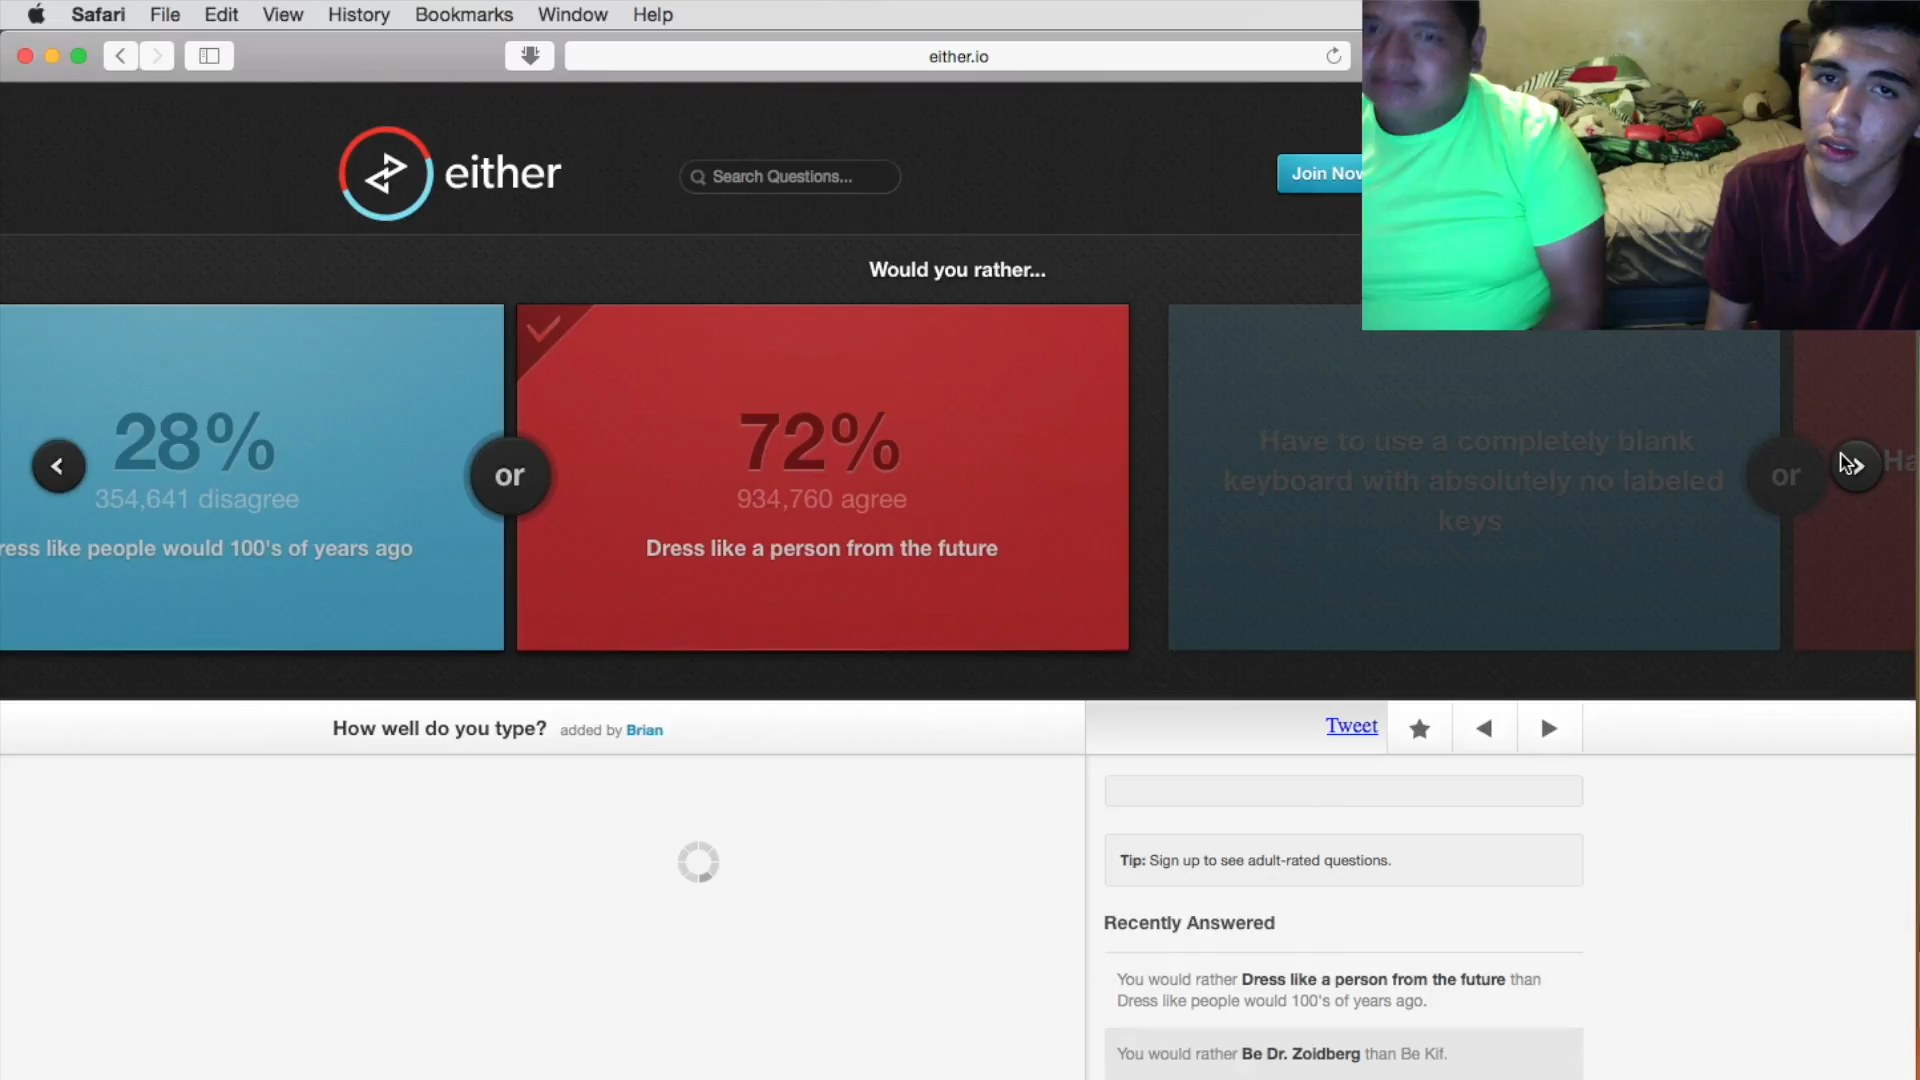 Safari File Edit View History Bookmarks Window Help
either.io
either
Search Questions...
Join Now
Would you rather...
28%
354,641 disagree
ress like people would 100's of years ago
or
72%
934,760 agree
Dress like a person from the future
Have to use a completely blank
keyboard with absolutely no labeled
keys
or
Ha
How well do you type? added by Brian
Tweet
Tip: Sign up to see adult-rated questions.
Recently Answered
You would rather Dress like a person from the future than
Dress like people would 100's of years ago.
You would rather Be Dr. Zoidberg than Be Kif.